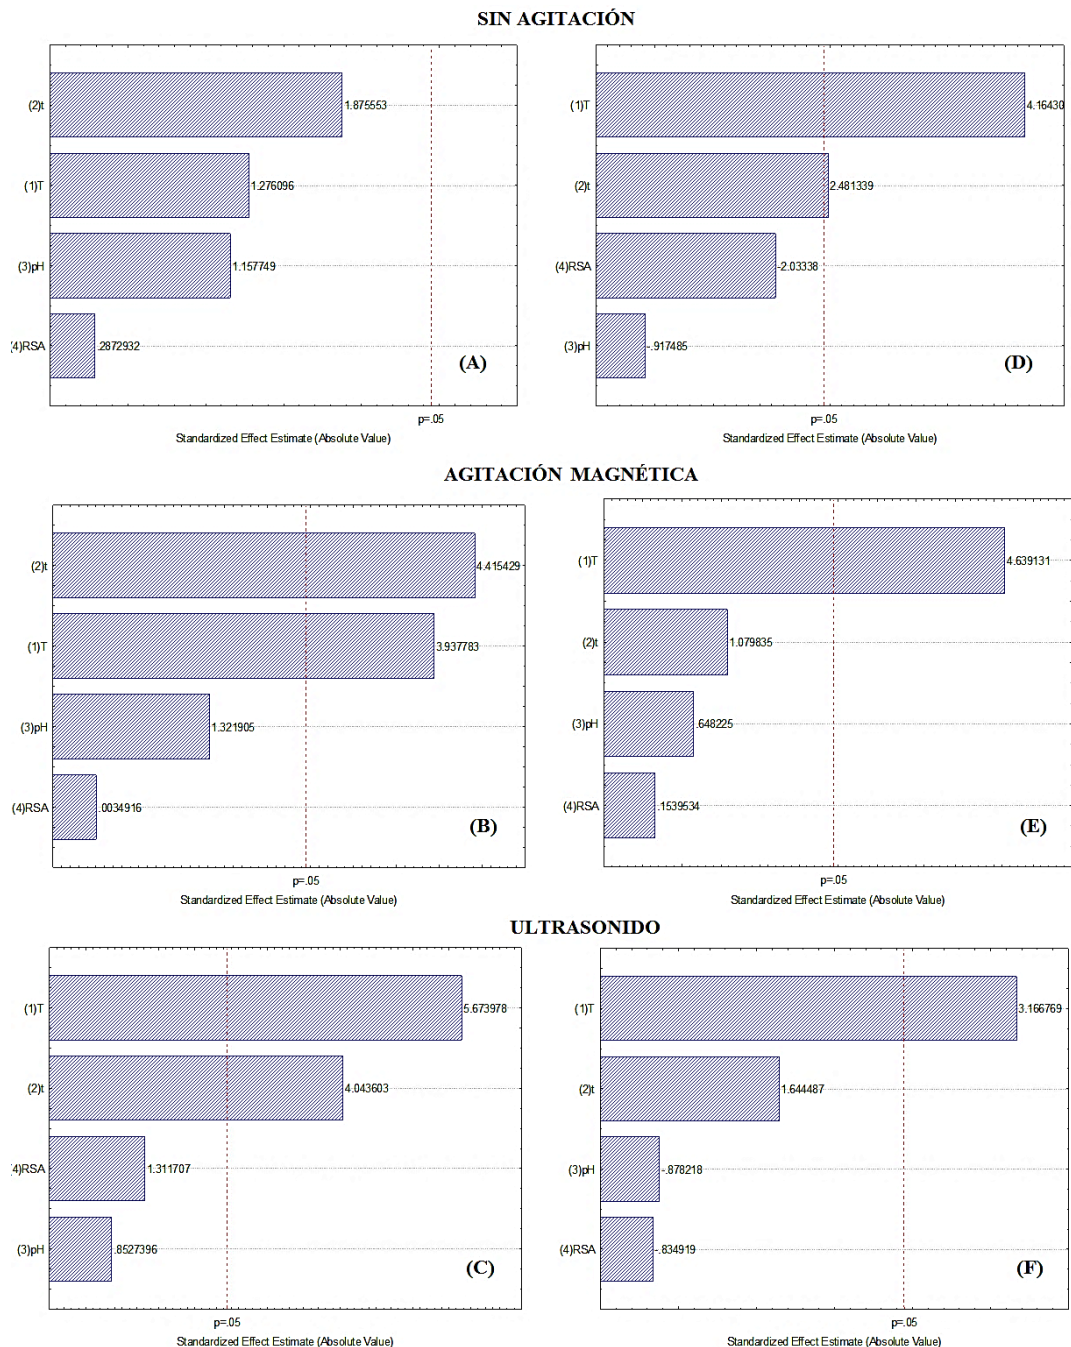 SIN AGITACIÓN
(2)t
1.875553
(1)T
1.276096
(3)pH
1.157749
(4)RSA
.2872932
(A)
p=.05
Standardized Effect Estimate (Absolute Value)
(1)T
4.16430
(2)t
2.481339
(4)RSA
-2.03338
(3)pH
-.917485
(D)
p=.05
Standardized Effect Estimate (Absolute Value)
AGITACIÓN MAGNÉTICA
(2)t
4.415429
(1)T
3.937783
(3)pH
1.321905
(4)RSA
.0034916
(B)
p=.05
Standardized Effect Estimate (Absolute Value)
(1)T
4.639131
(2)t
1.079835
(3)pH
.648225
(4)RSA
.1539534
(E)
p=.05
Standardized Effect Estimate (Absolute Value)
ULTRASONIDO
(1)T
5.673978
(2)t
4.043603
4)RSA
1.311707
(3)pH
.8527396
(C)
p=.05
Standardized Effect Estimate (Absolute Value)
(1)T
3.166769
(2)t
1.644487
(3)pH
-.878218
(4)RSA
-.834919
(F)
p=.05
Standardized Effect Estimate (Absolute Value)